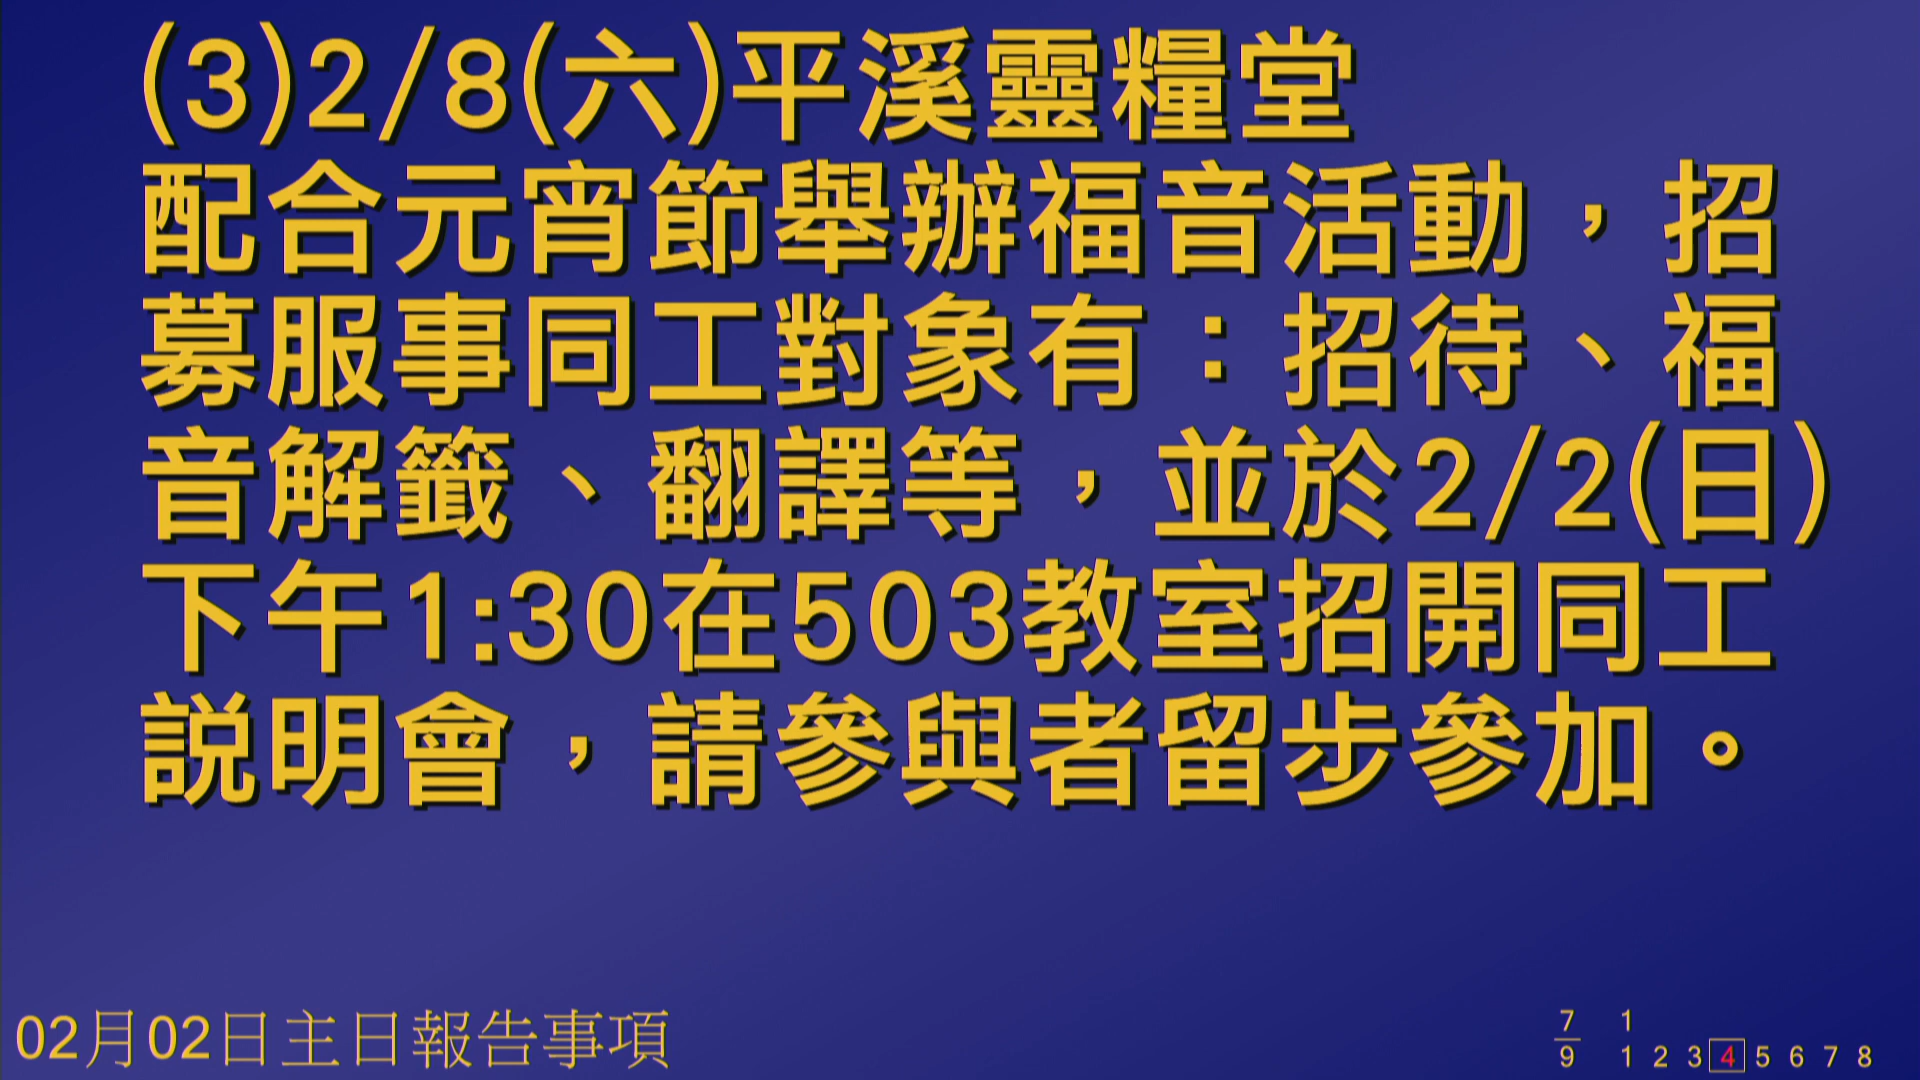 (3)2/8(六)平溪靈糧堂
配合元宵節舉辦福音活動，招
募服事同工對象有：招待、福
音解籤、翻譯等，並於2/2(日)
下午1:30在503教室招開同工
説明會，請參與者留步參加。
02月02日主日報告事項
7 1
9 1 2 3 4 5 6 7 8